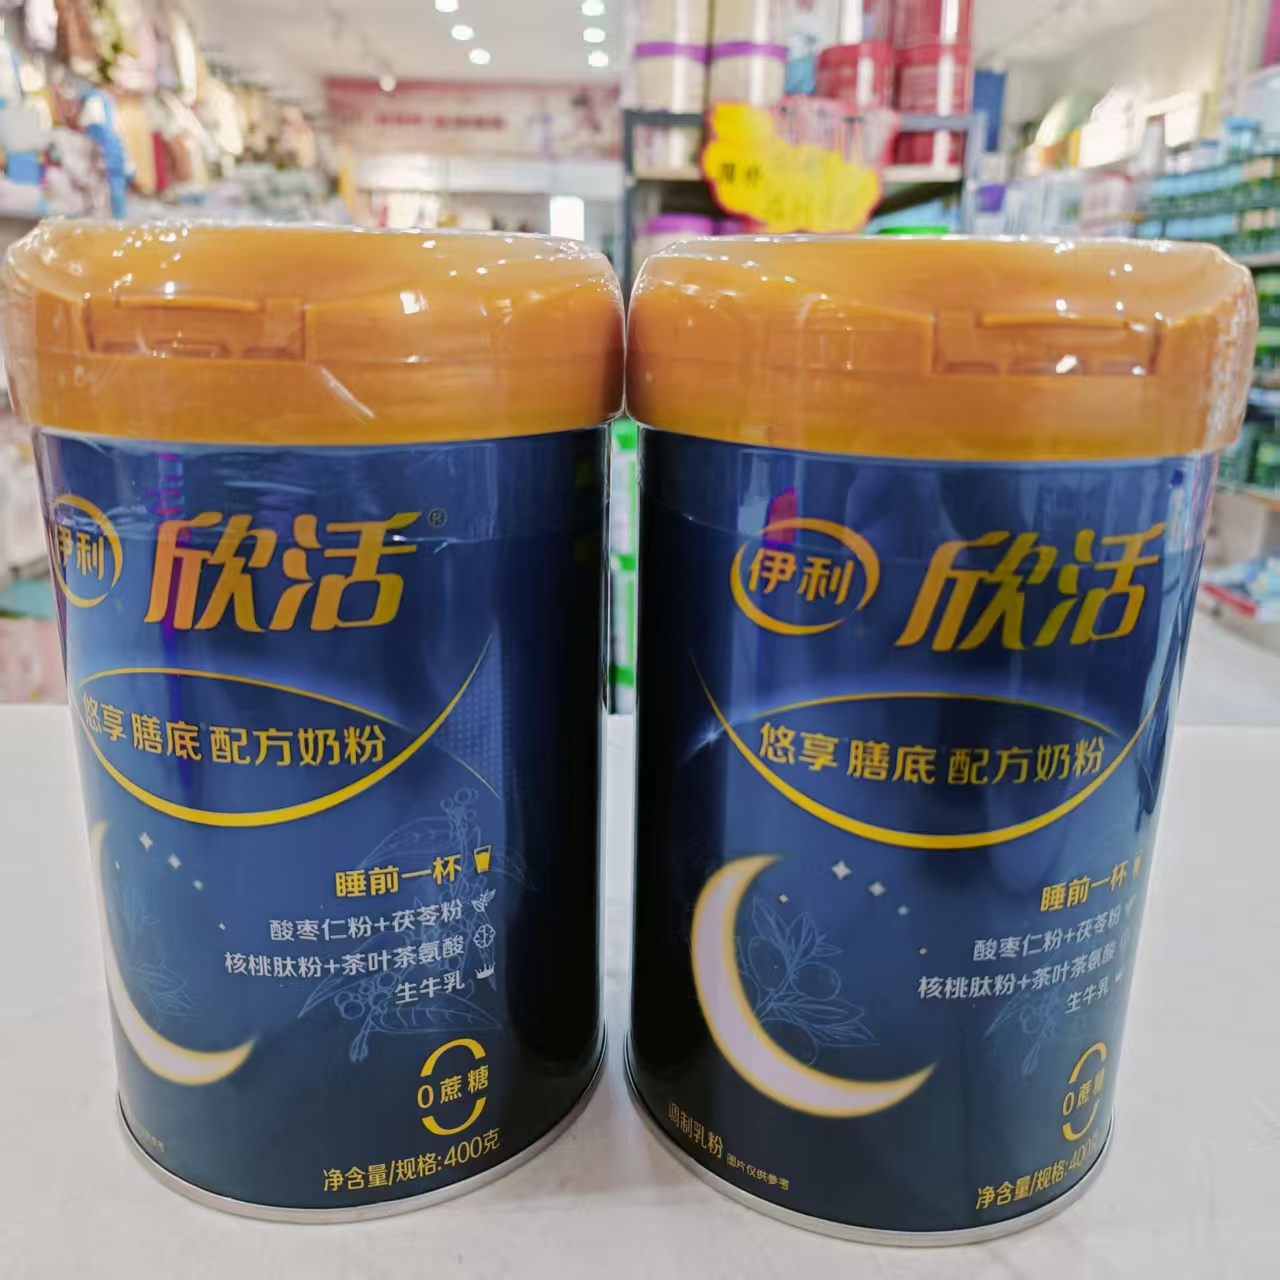 伊利
欣活®
悠享 膳底 配方奶粉
睡前一杯
酸枣仁粉+茯苓粉
核桃肽粉+茶叶茶氨酸
生牛乳
0蔗糖
净含量/规格:400克
伊利
欣活
悠享 膳底 配方奶粉
睡前一杯
酸枣仁粉+茯苓粉
核桃肽粉+茶叶茶氨酸
生牛乳
0蔗糖
调制乳粉 图片仅供参考
净含量/规格:400克